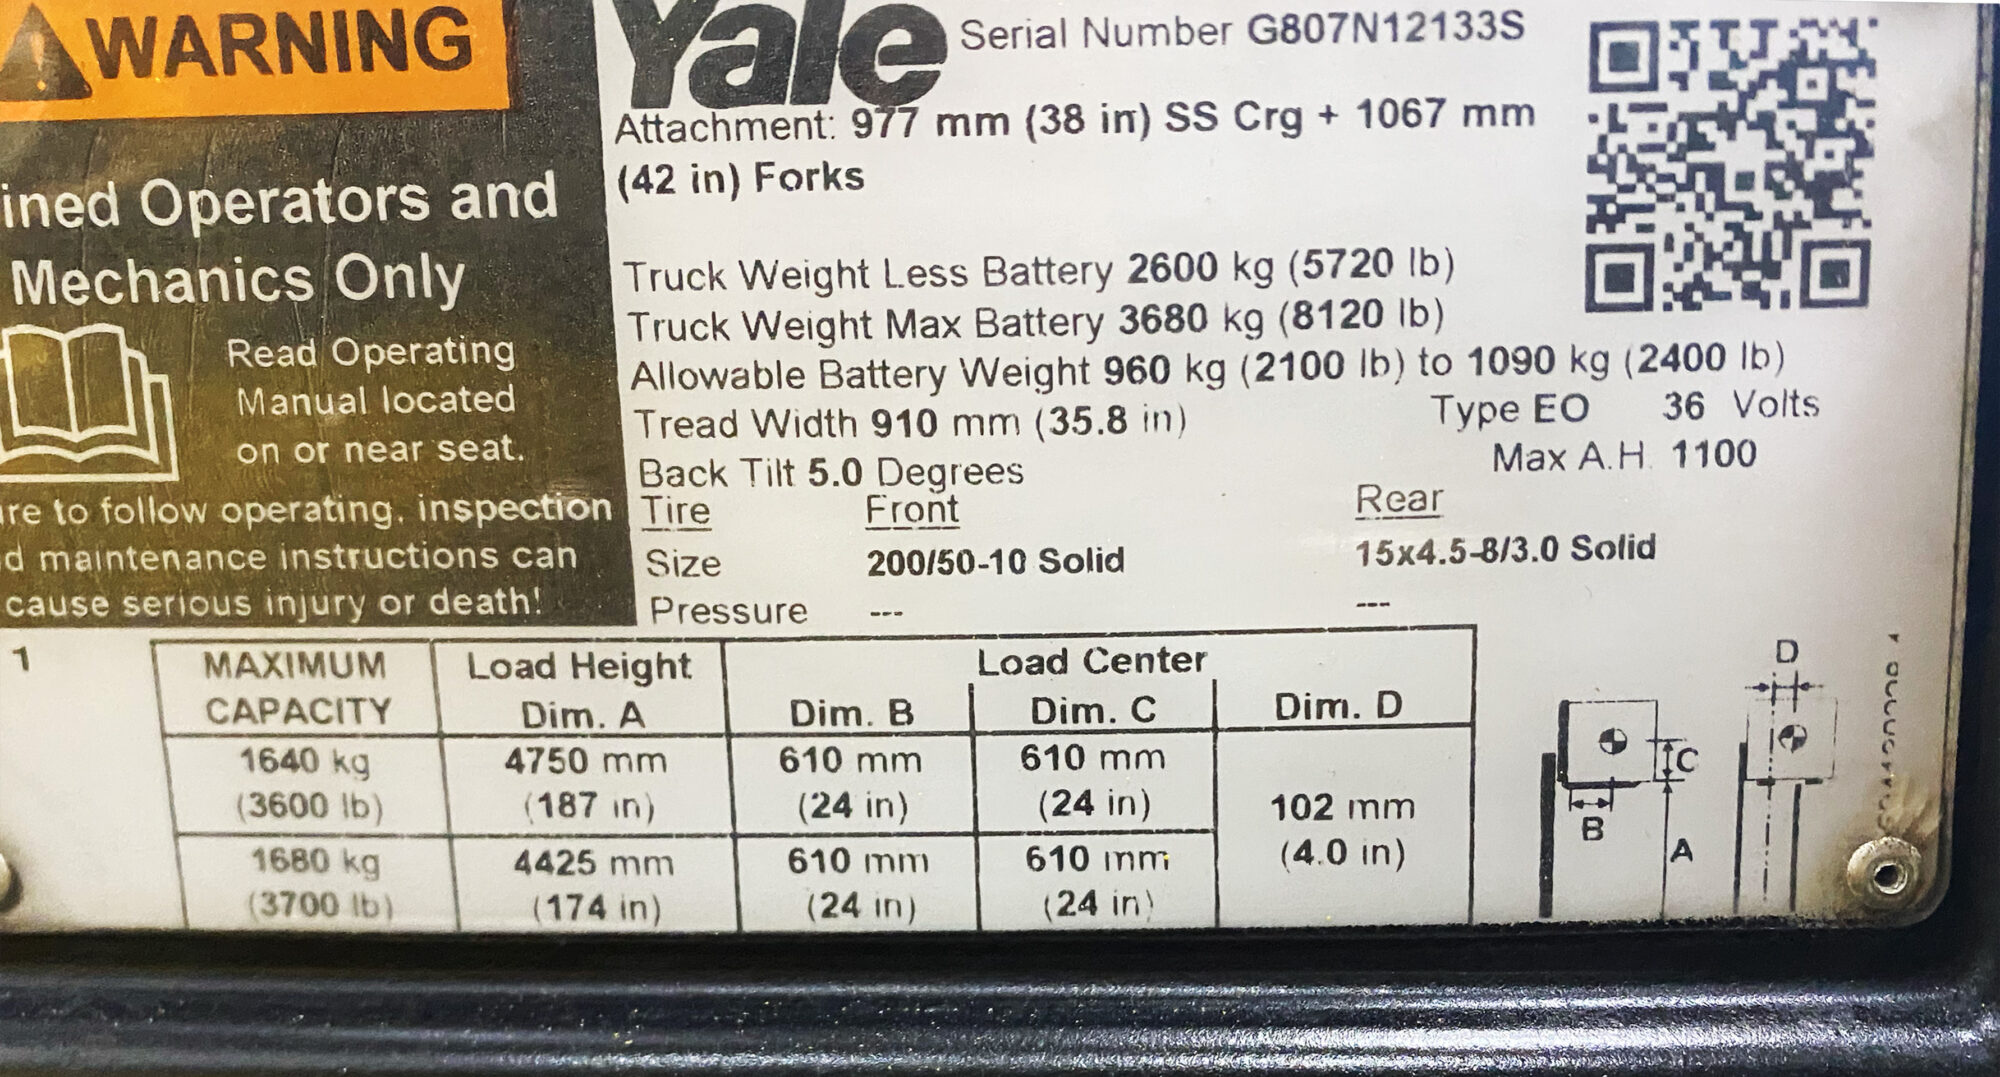 WARNING
ined Operators and
Mechanics Only
Read Operating
Manual located
on or near seat.
re to follow operating, inspection
d maintenance instructions can
cause serious injury or death!
Yale Serial Number G807N12133S
Attachment: 977 mm (38 in) SS Crg + 1067 mm
(42 in) Forks
Truck Weight Less Battery 2600 kg (5720 lb)
Truck Weight Max Battery 3680 kg (8120 lb)
Allowable Battery Weight 960 kg (2100 lb) to 1090 kg (2400 lb)
Tread Width 910 mm (35.8 in) Type EO 36 Volts
Max A.H. 1100
Back Tilt 5.0 Degrees
Tire Front Rear
Size 200/50-10 Solid 15x4.5-8/3.0 Solid
Pressure --- ---
1
MAXIMUM Load Height Load Center
CAPACITY Dim. A Dim. B Dim. C Dim. D
1640 kg 4750 mm 610 mm 610 mm
(3600 lb) (187 in) (24 in) (24 in)
102 mm
(4.0 in)
1680 kg 4425 mm 610 mm 610 mm
(3700 lb) (174 in) (24 in) (24 in)
D
C
B
A